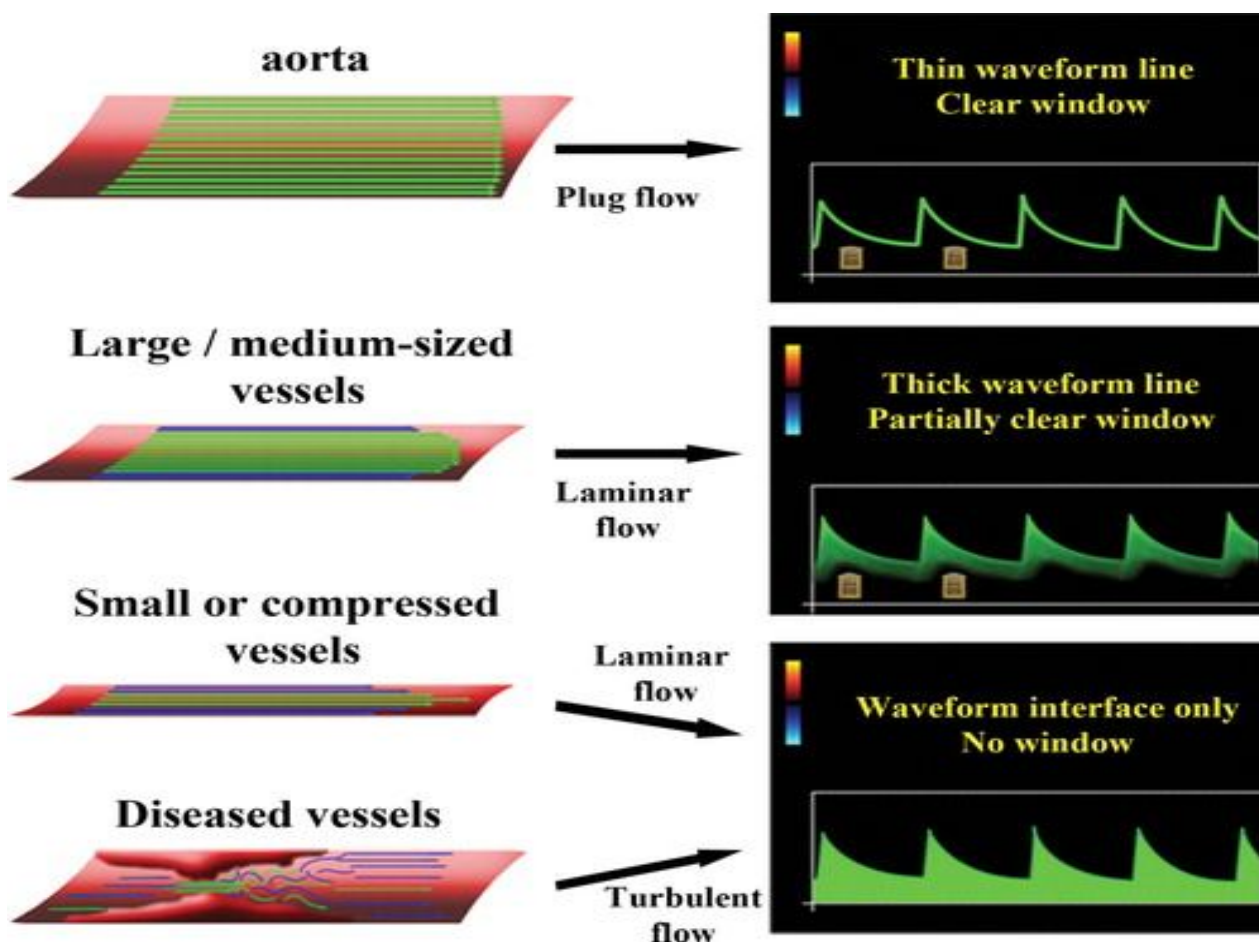 aorta
Plug flow
Thin waveform line
Clear window
Large / medium-sized
vessels
Laminar
flow
Thick waveform line
Partially clear window
Small or compressed
vessels
Laminar
flow
Waveform interface only
No window
Diseased vessels
Turbulent
flow